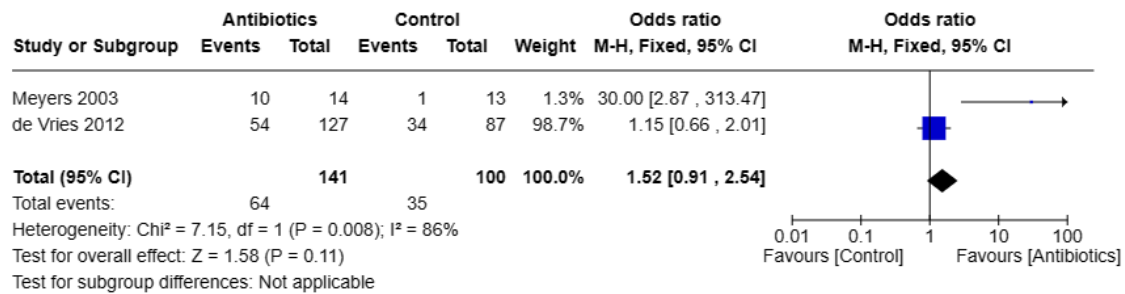 Antibiotics Control Odds ratio Odds ratio
Study or Subgroup Events Total Events Total Weight M-H, Fixed, 95% CI M-H, Fixed, 95% CI
Meyers 2003 10 14 1 13 1.3% 30.00 [2.87 , 313.47]
de Vries 2012 54 127 34 87 98.7% 1.15 [0.66 , 2.01]
Total (95% CI) 141 100 100.0% 1.52 [0.91 , 2.54]
Total events: 64 35
Heterogeneity: Chi² = 7.15, df = 1 (P = 0.008); I² = 86%
0.01 0.1 1 10 100
Test for overall effect: Z = 1.58 (P = 0.11) Favours [Control] Favours [Antibiotics]
Test for subgroup differences: Not applicable